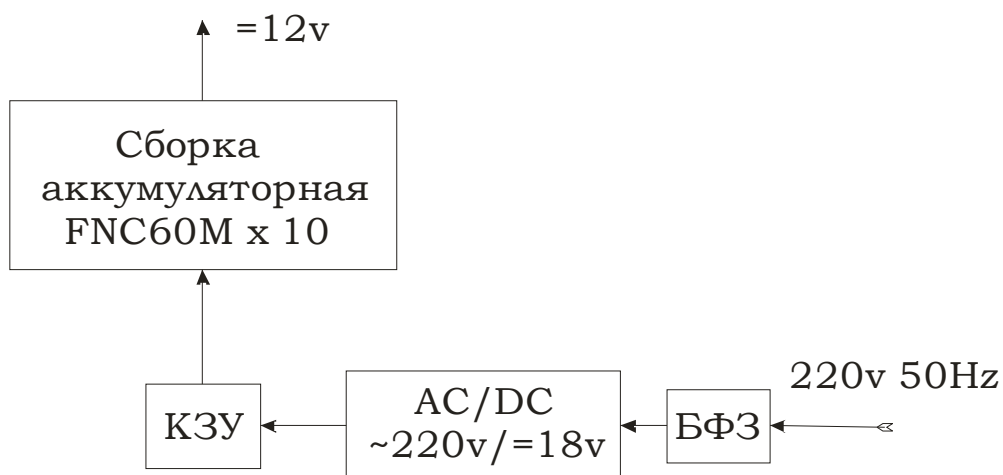 =12v
Сборка
аккумуляторная
FNC60M x 10
220v 50Hz
КЗУ
AC/DC
~220v/=18v
БФЗ